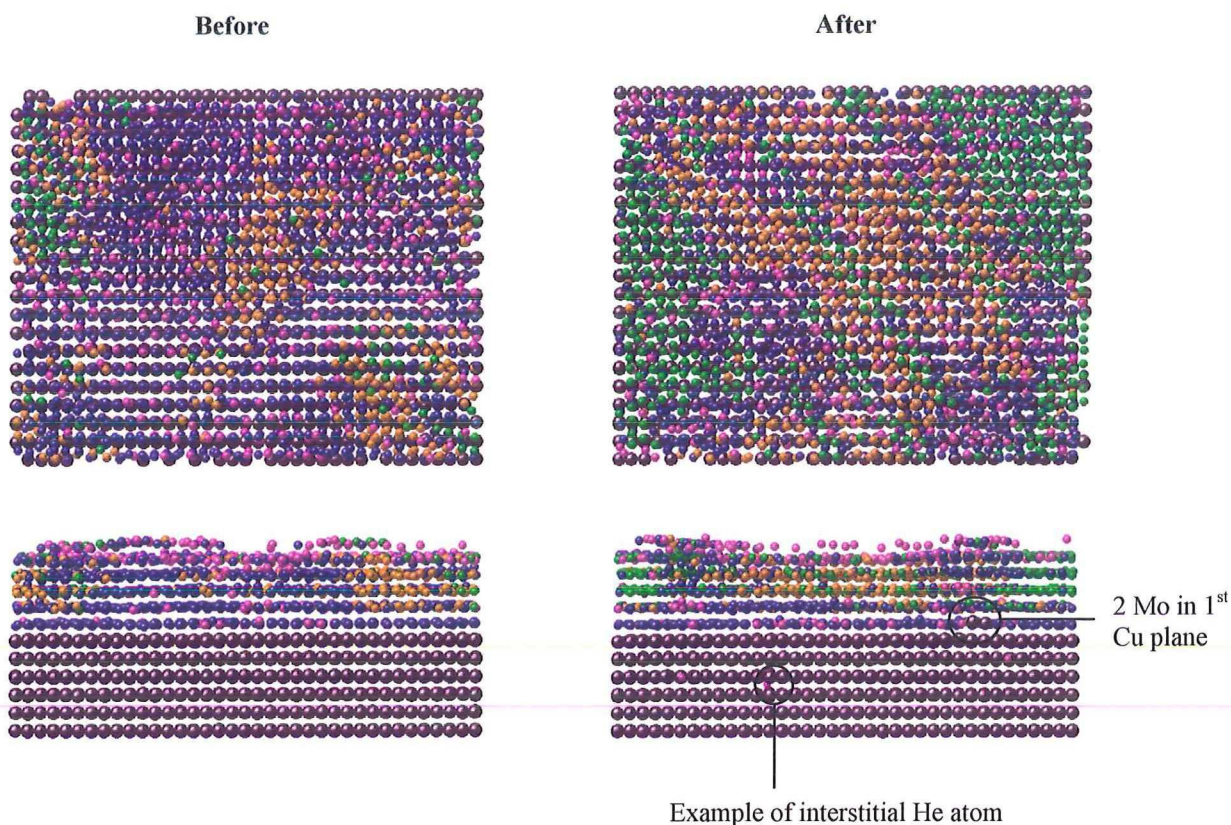 Before
After
2 Mo in 1st
Cu plane
Example of interstitial He atom